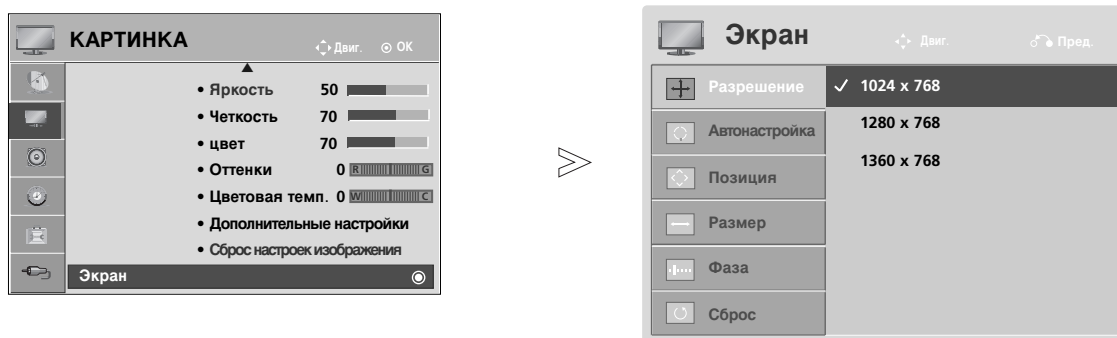 КАРТИНКА
Двиг. ОК
• Яркость 50
• Четкость 70
• цвет 70
• Оттенки 0 R G
• Цветовая темп. 0 W C
• Дополнительные настройки
• Сброс настроек изображения
Экран
Экран
Двиг. Пред.
Разрешение ✓ 1024 x 768
Автонастройка 1280 x 768
1360 x 768
Позиция
Размер
Фаза
Сброс